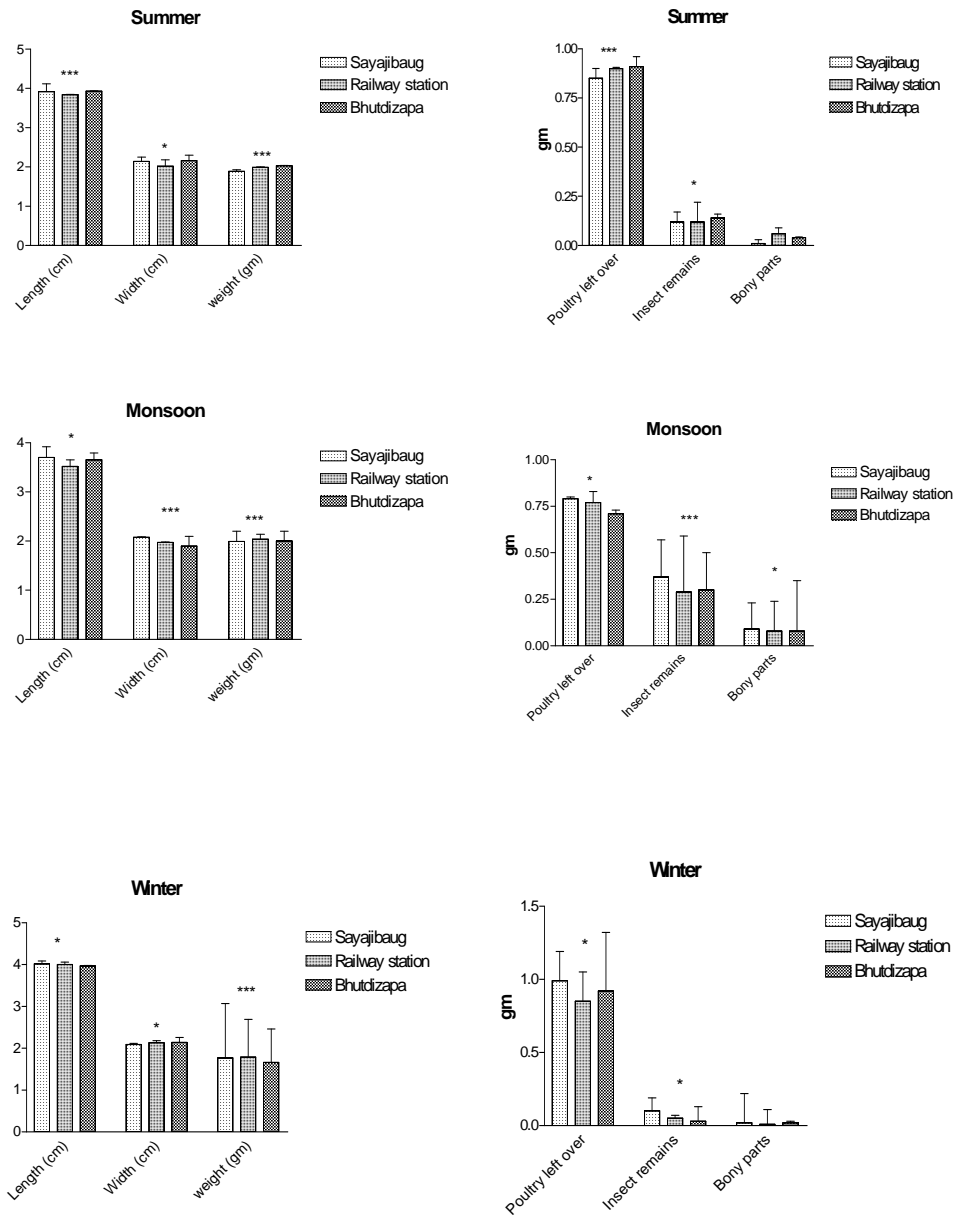 Summer
5
4
3
2
1
0
***
*
***
Length (cm)
Width (cm)
weight (gm)
Sayajibaug
Railway station
Bhutdizapa
Summer
gm
1.00
0.75
0.50
0.25
0.00
***
*
Poultry left over
Insect remains
Bony parts
Sayajibaug
Railway station
Bhutdizapa
Monsoon
4
3
2
1
0
*
***
***
Length (cm)
Width (cm)
weight (gm)
Sayajibaug
Railway station
Bhutdizapa
Monsoon
gm
1.00
0.75
0.50
0.25
0.00
*
***
*
Poultry left over
Insect remains
Bony parts
Sayajibaug
Railway station
Bhutdizapa
Winter
5
4
3
2
1
0
*
*
***
Length (cm)
Width (cm)
weight (gm)
Sayajibaug
Railway station
Bhutdizapa
Winter
gm
1.5
1.0
0.5
0.0
*
*
Poultry left over
Insect remains
Bony parts
Sayajibaug
Railway station
Bhutdizapa